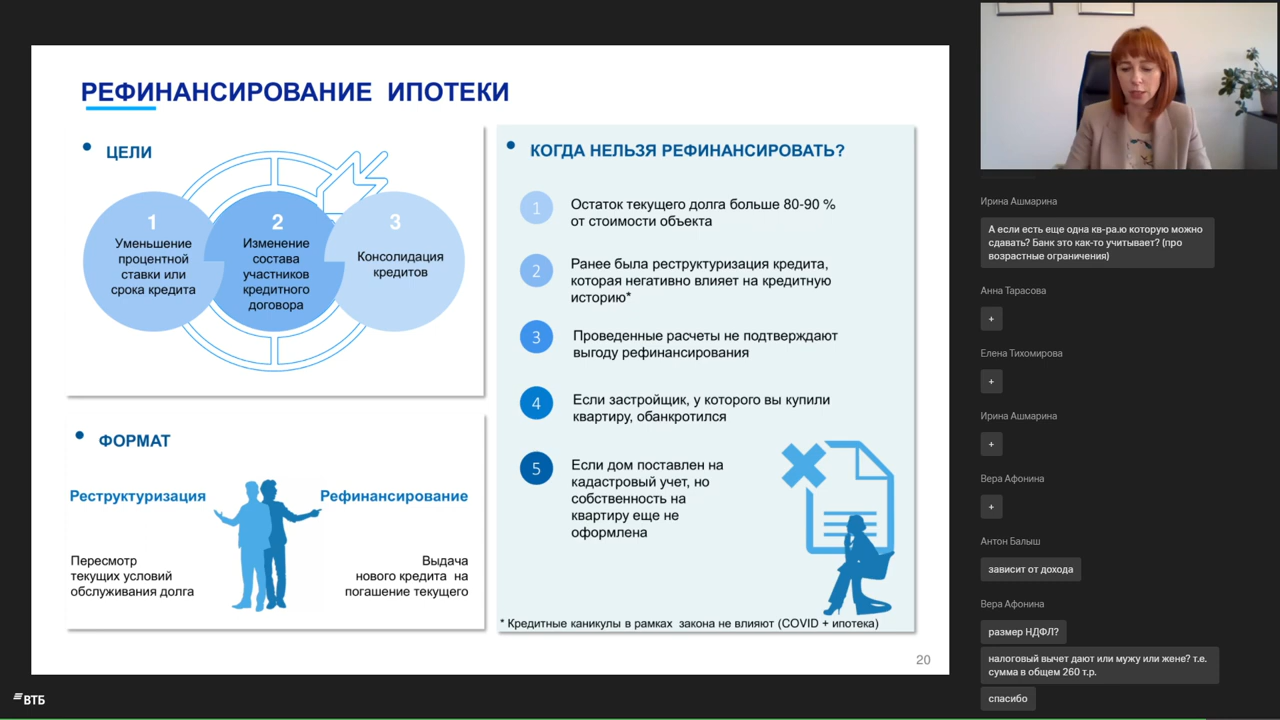 РЕФИНАНСИРОВАНИЕ ИПОТЕКИ
• ЦЕЛИ
1
Уменьшение
процентной
ставки или
срока кредита
2
Изменение
состава
участников
кредитного
договора
3
Консолидация
кредитов
• ФОРМАТ
Реструктуризация
Пересмотр
текущих условий
обслуживания долга
Рефинансирование
Выдача
нового кредита на
погашение текущего
• КОГДА НЕЛЬЗЯ РЕФИНАНСИРОВАТЬ?
1
Остаток текущего долга больше 80-90 %
от стоимости объекта
2
Ранее была реструктуризация кредита,
которая негативно влияет на кредитную
историю*
3
Проведенные расчеты не подтверждают
выгоду рефинансирования
4
Если застройщик, у которого вы купили
квартиру, обанкротился
5
Если дом поставлен на
кадастровый учет, но
собственность на
квартиру еще не
оформлена
* Кредитные каникулы в рамках закона не влияют (COVID + ипотека)
20
ВТБ
Ирина Ашмарина
А если есть еще одна кв-ра.ю которую можно
сдавать? Банк это как-то учитывает? (про
возрастные ограничения)
Анна Тарасова
+
Елена Тихомирова
+
Ирина Ашмарина
+
Вера Афонина
+
Антон Балыш
зависит от дохода
Вера Афонина
размер НДФЛ?
налоговый вычет дают или мужу или жене? т.е.
сумма в общем 260 т.р.
спасибо